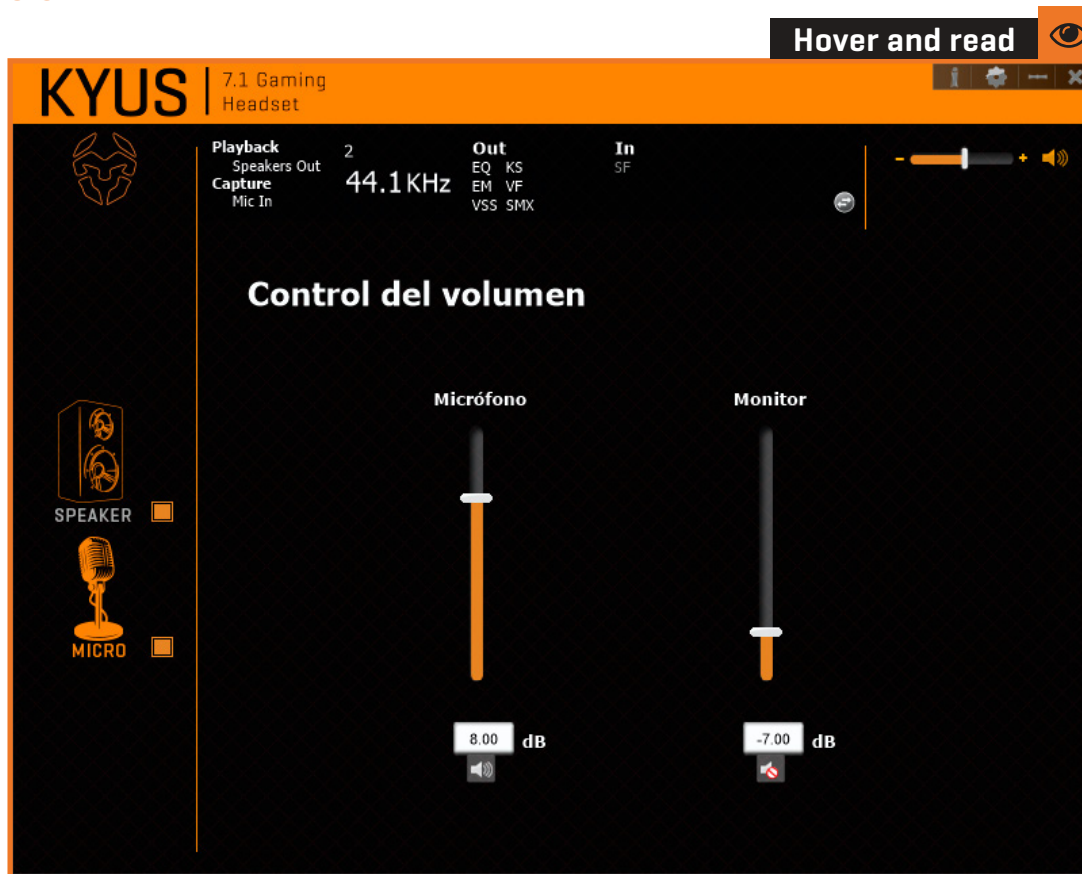 Hover and read
KYUS
7.1 Gaming
Headset
Playback
Speakers Out
Capture
Mic In
2
44.1KHz
Out
EQ KS
EM VF
VSS SMX
In
SF
- +
Control del volumen
Micrófono
Monitor
SPEAKER
MICRO
8.00 dB
-7.00 dB